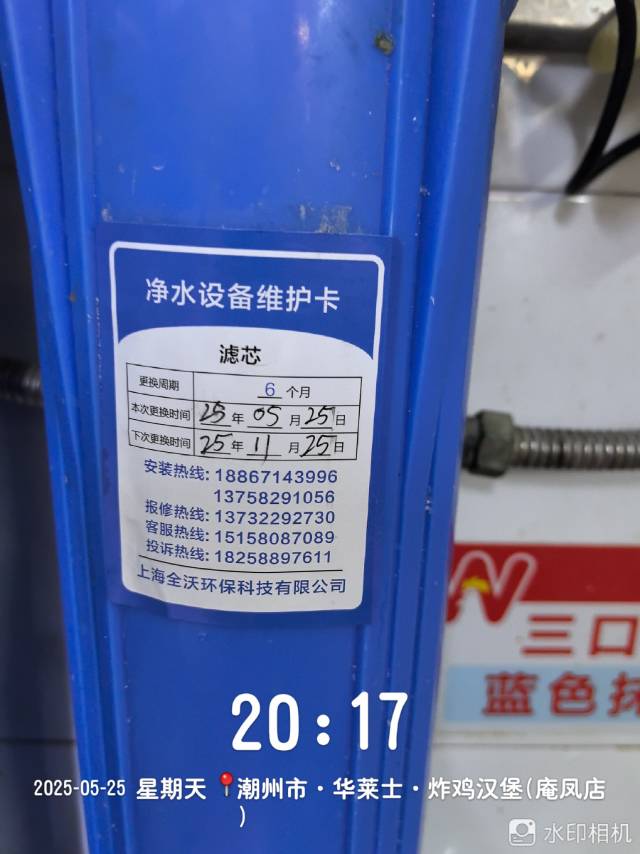 净水设备维护卡
滤芯
更换周期 6 个月
本次更换时间 25 年 05 月 25 日
下次更换时间 25 年 11 月 25 日
安装热线: 18867143996
13758291056
报修热线: 13732292730
客服热线: 15158087089
投诉热线: 18258897611
上海全沃环保科技有限公司
三口
蓝色抹
20:17
2025-05-25 星期天 潮州市·华莱士·炸鸡汉堡(庵凤店
)
水印相机